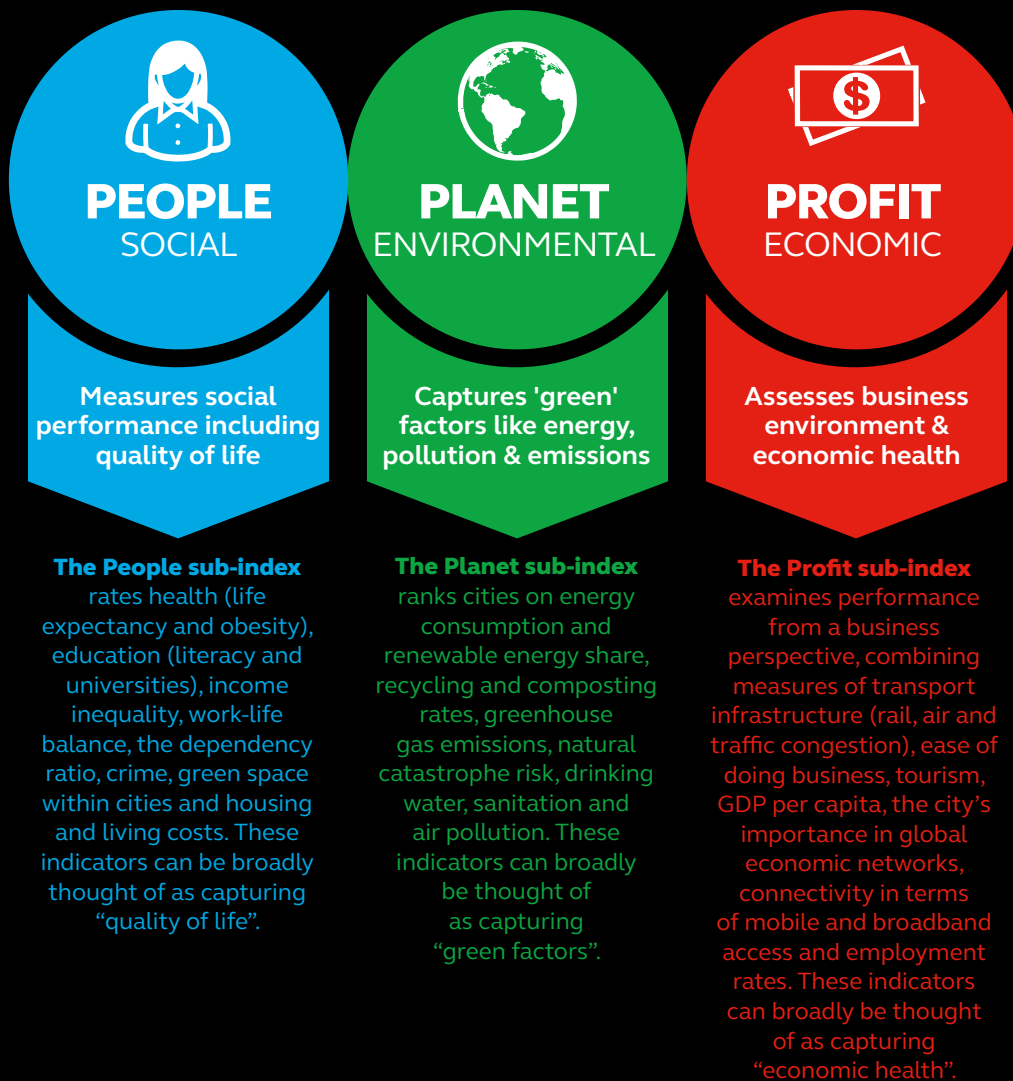 PEOPLE
SOCIAL
Measures social
performance including
quality of life
The People sub-index
rates health (life
expectancy and obesity),
education (literacy and
universities), income
inequality, work-life
balance, the dependency
ratio, crime, green space
within cities and housing
and living costs. These
indicators can be broadly
thought of as capturing
“quality of life”.
PLANET
ENVIRONMENTAL
Captures 'green'
factors like energy,
pollution & emissions
The Planet sub-index
ranks cities on energy
consumption and
renewable energy share,
recycling and composting
rates, greenhouse
gas emissions, natural
catastrophe risk, drinking
water, sanitation and
air pollution. These
indicators can broadly
be thought of
as capturing
“green factors”.
$
PROFIT
ECONOMIC
Assesses business
environment &
economic health
The Profit sub-index
examines performance
from a business
perspective, combining
measures of transport
infrastructure (rail, air and
traffic congestion), ease of
doing business, tourism,
GDP per capita, the city’s
importance in global
economic networks,
connectivity in terms
of mobile and broadband
access and employment
rates. These indicators
can broadly be thought
of as capturing
“economic health”.